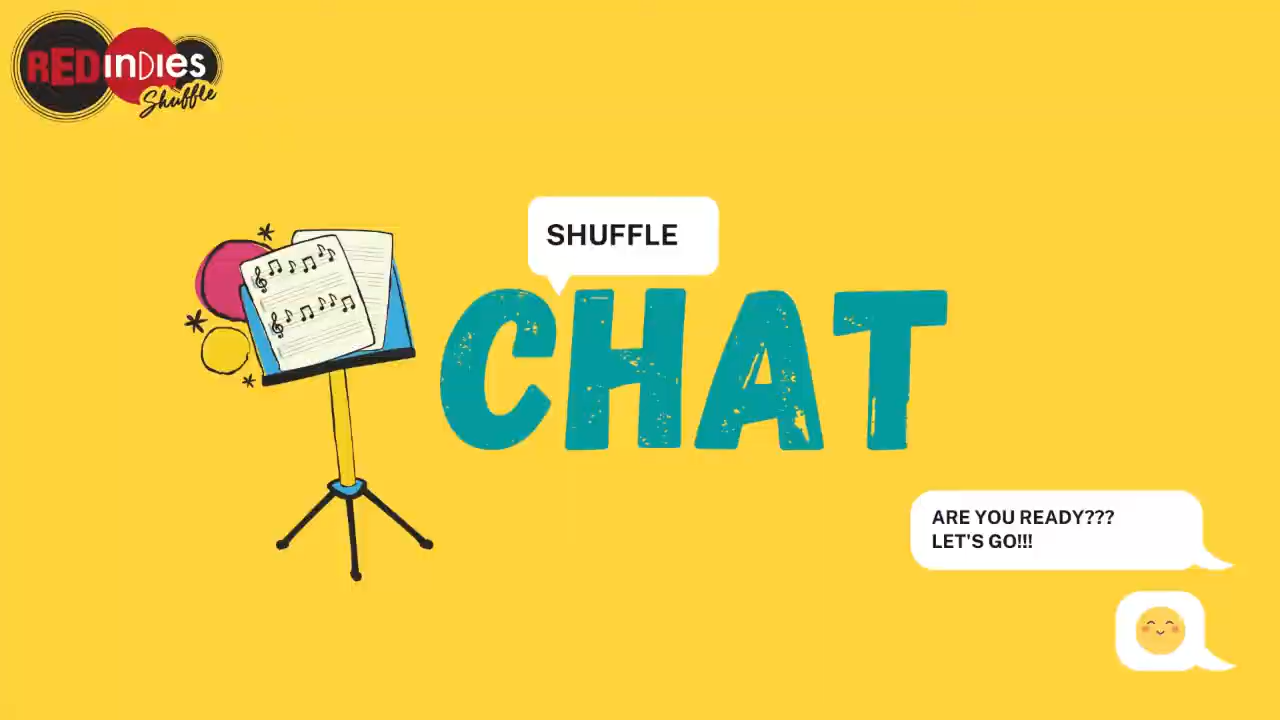 REDINDIES
Shuffle
SHUFFLE
CHAT
ARE YOU READY???
LET'S GO!!!